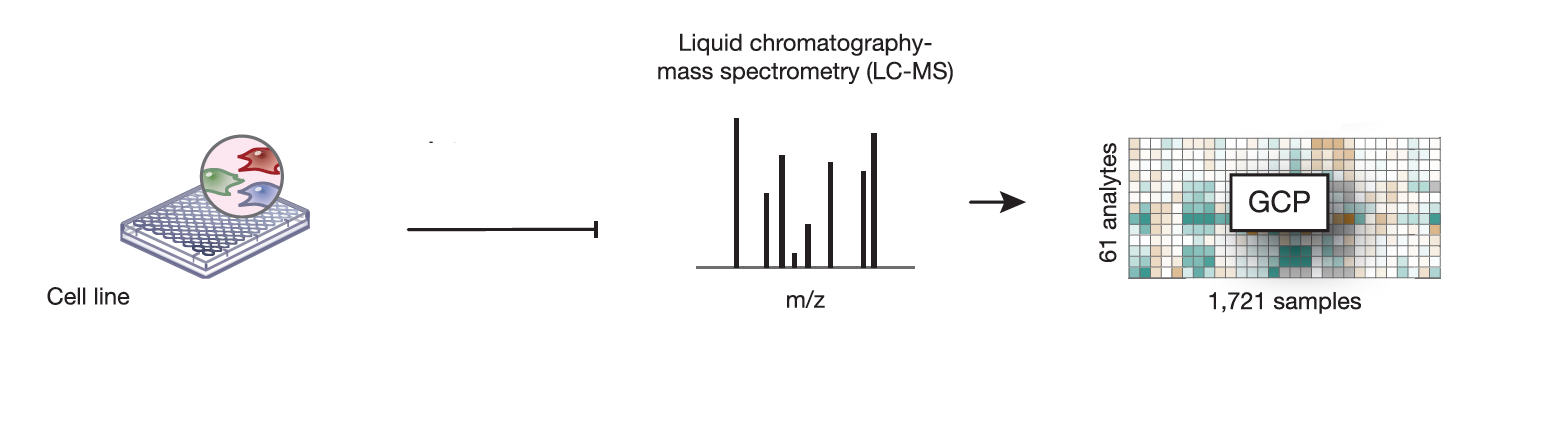 Liquid chromatography-
mass spectrometry (LC-MS)
Cell line
m/z
61 analytes
GCP
1,721 samples